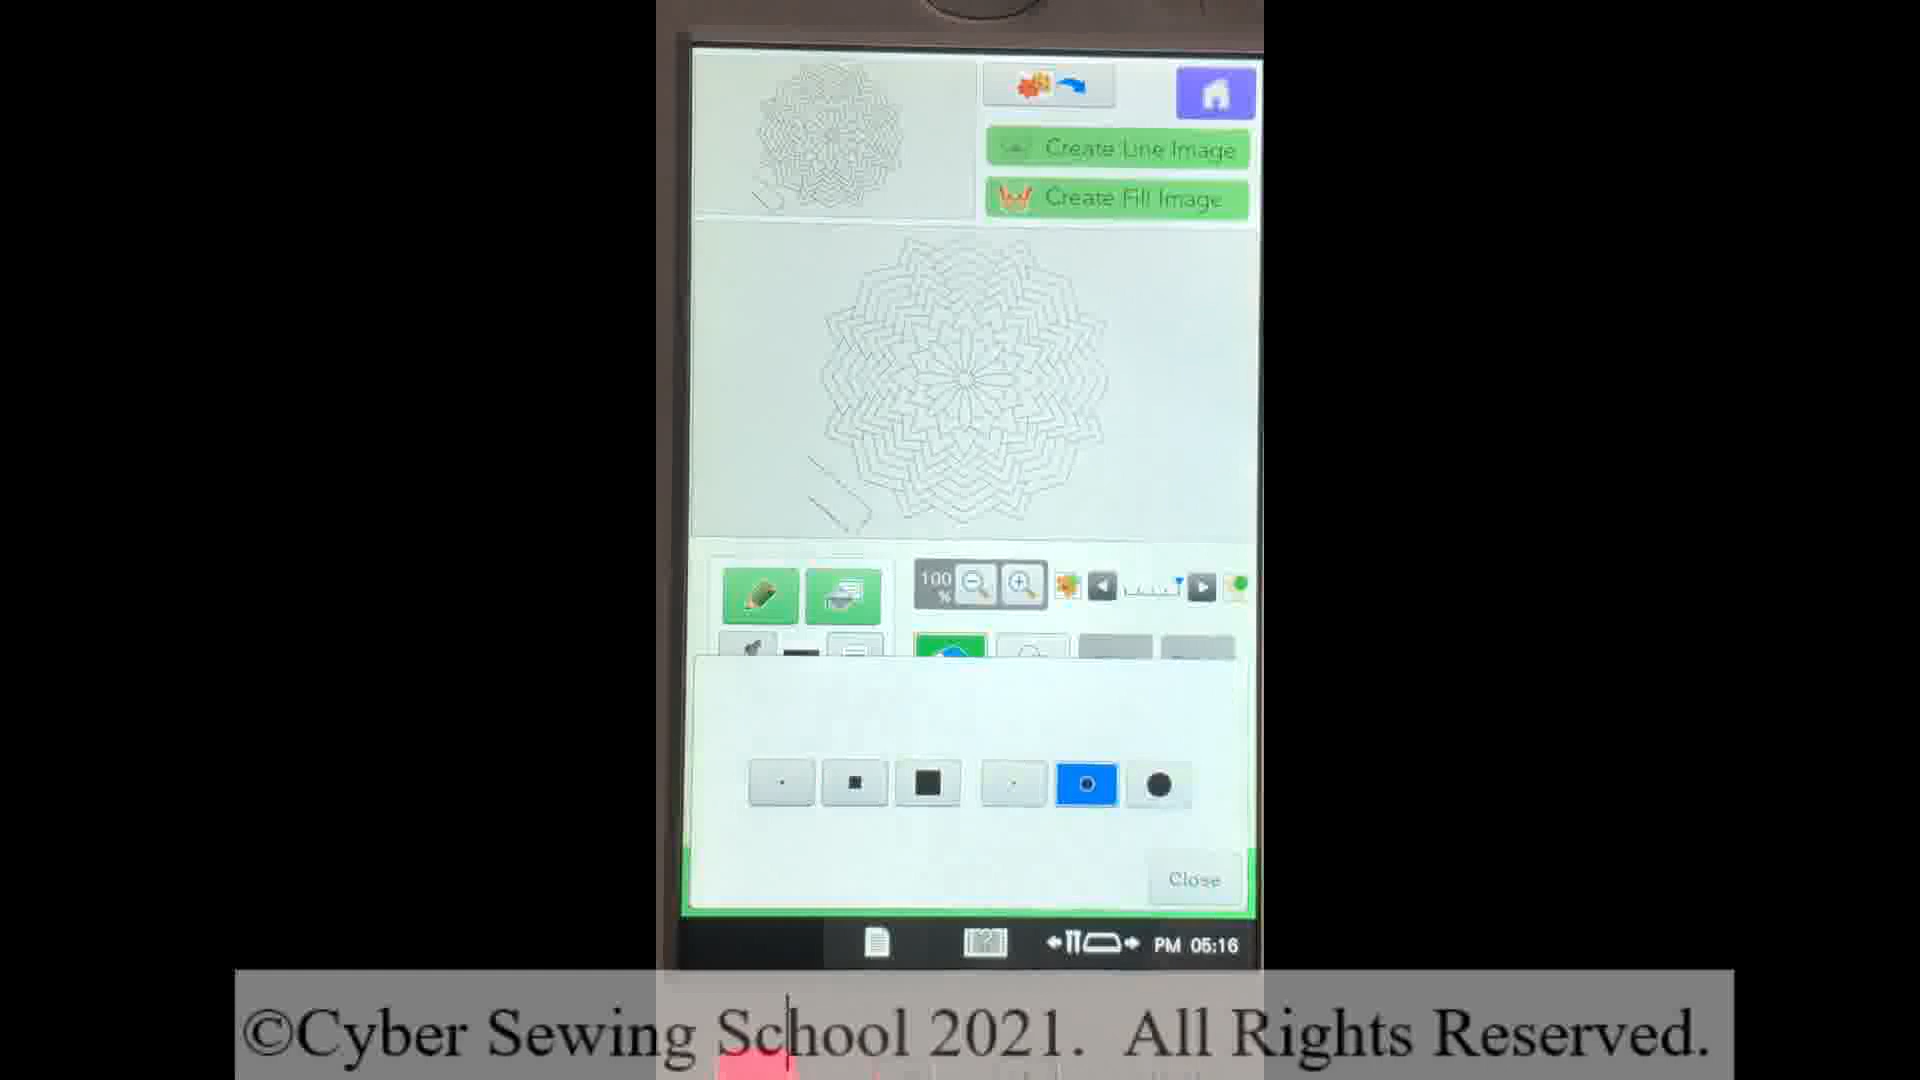 Create Line Image
Create Fill Image
100
%
Close
PM 05:16
©Cyber Sewing School 2021. All Rights Reserved.